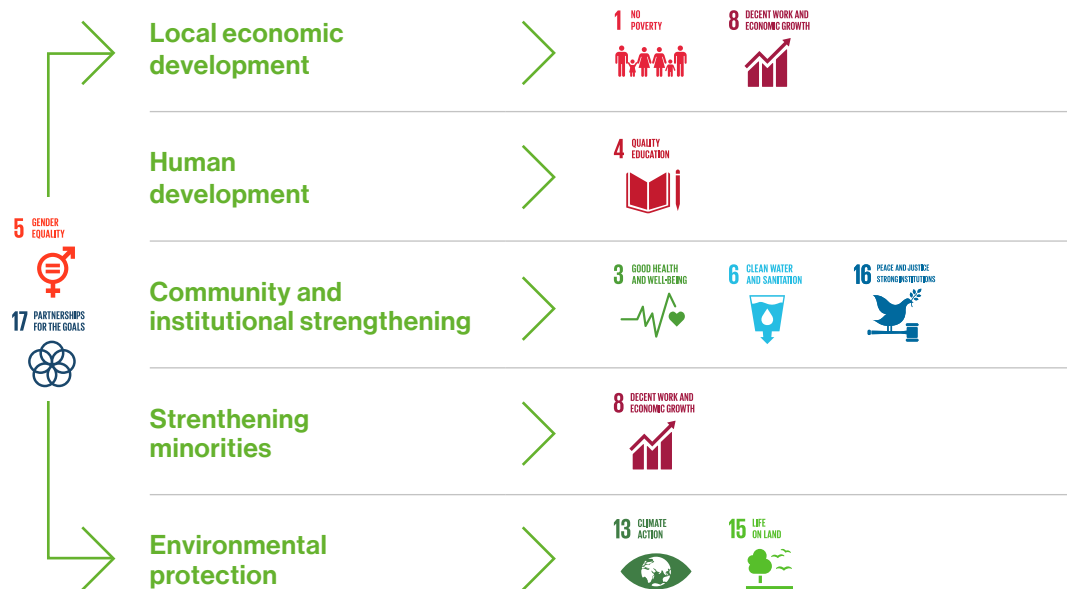 5 GENDER
EQUALITY
17 PARTNERSHIPS
FOR THE GOALS
Local economic
development
1 NO
POVERTY
8 DECENT WORK AND
ECONOMIC GROWTH
Human
development
4 QUALITY
EDUCATION
Community and
institutional strengthening
3 GOOD HEALTH
AND WELL-BEING
6 CLEAN WATER
AND SANITATION
16 PEACE AND JUSTICE
STRONG INSTITUTIONS
Strenthening
minorities
8 DECENT WORK AND
ECONOMIC GROWTH
Environmental
protection
13 CLIMATE
ACTION
15 LIFE
ON LAND